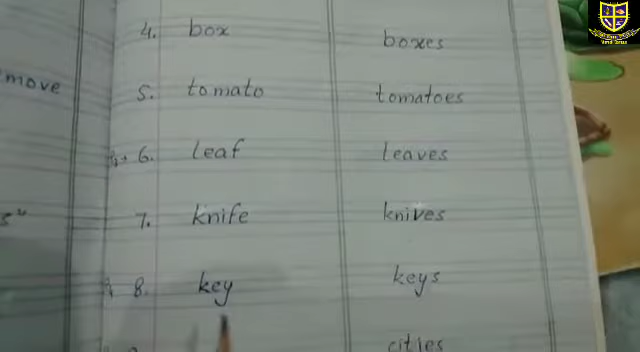 4. box boxes
move 5. tomato tomatoes
6. leaf leaves
7. knife knives
8. key keys
cities